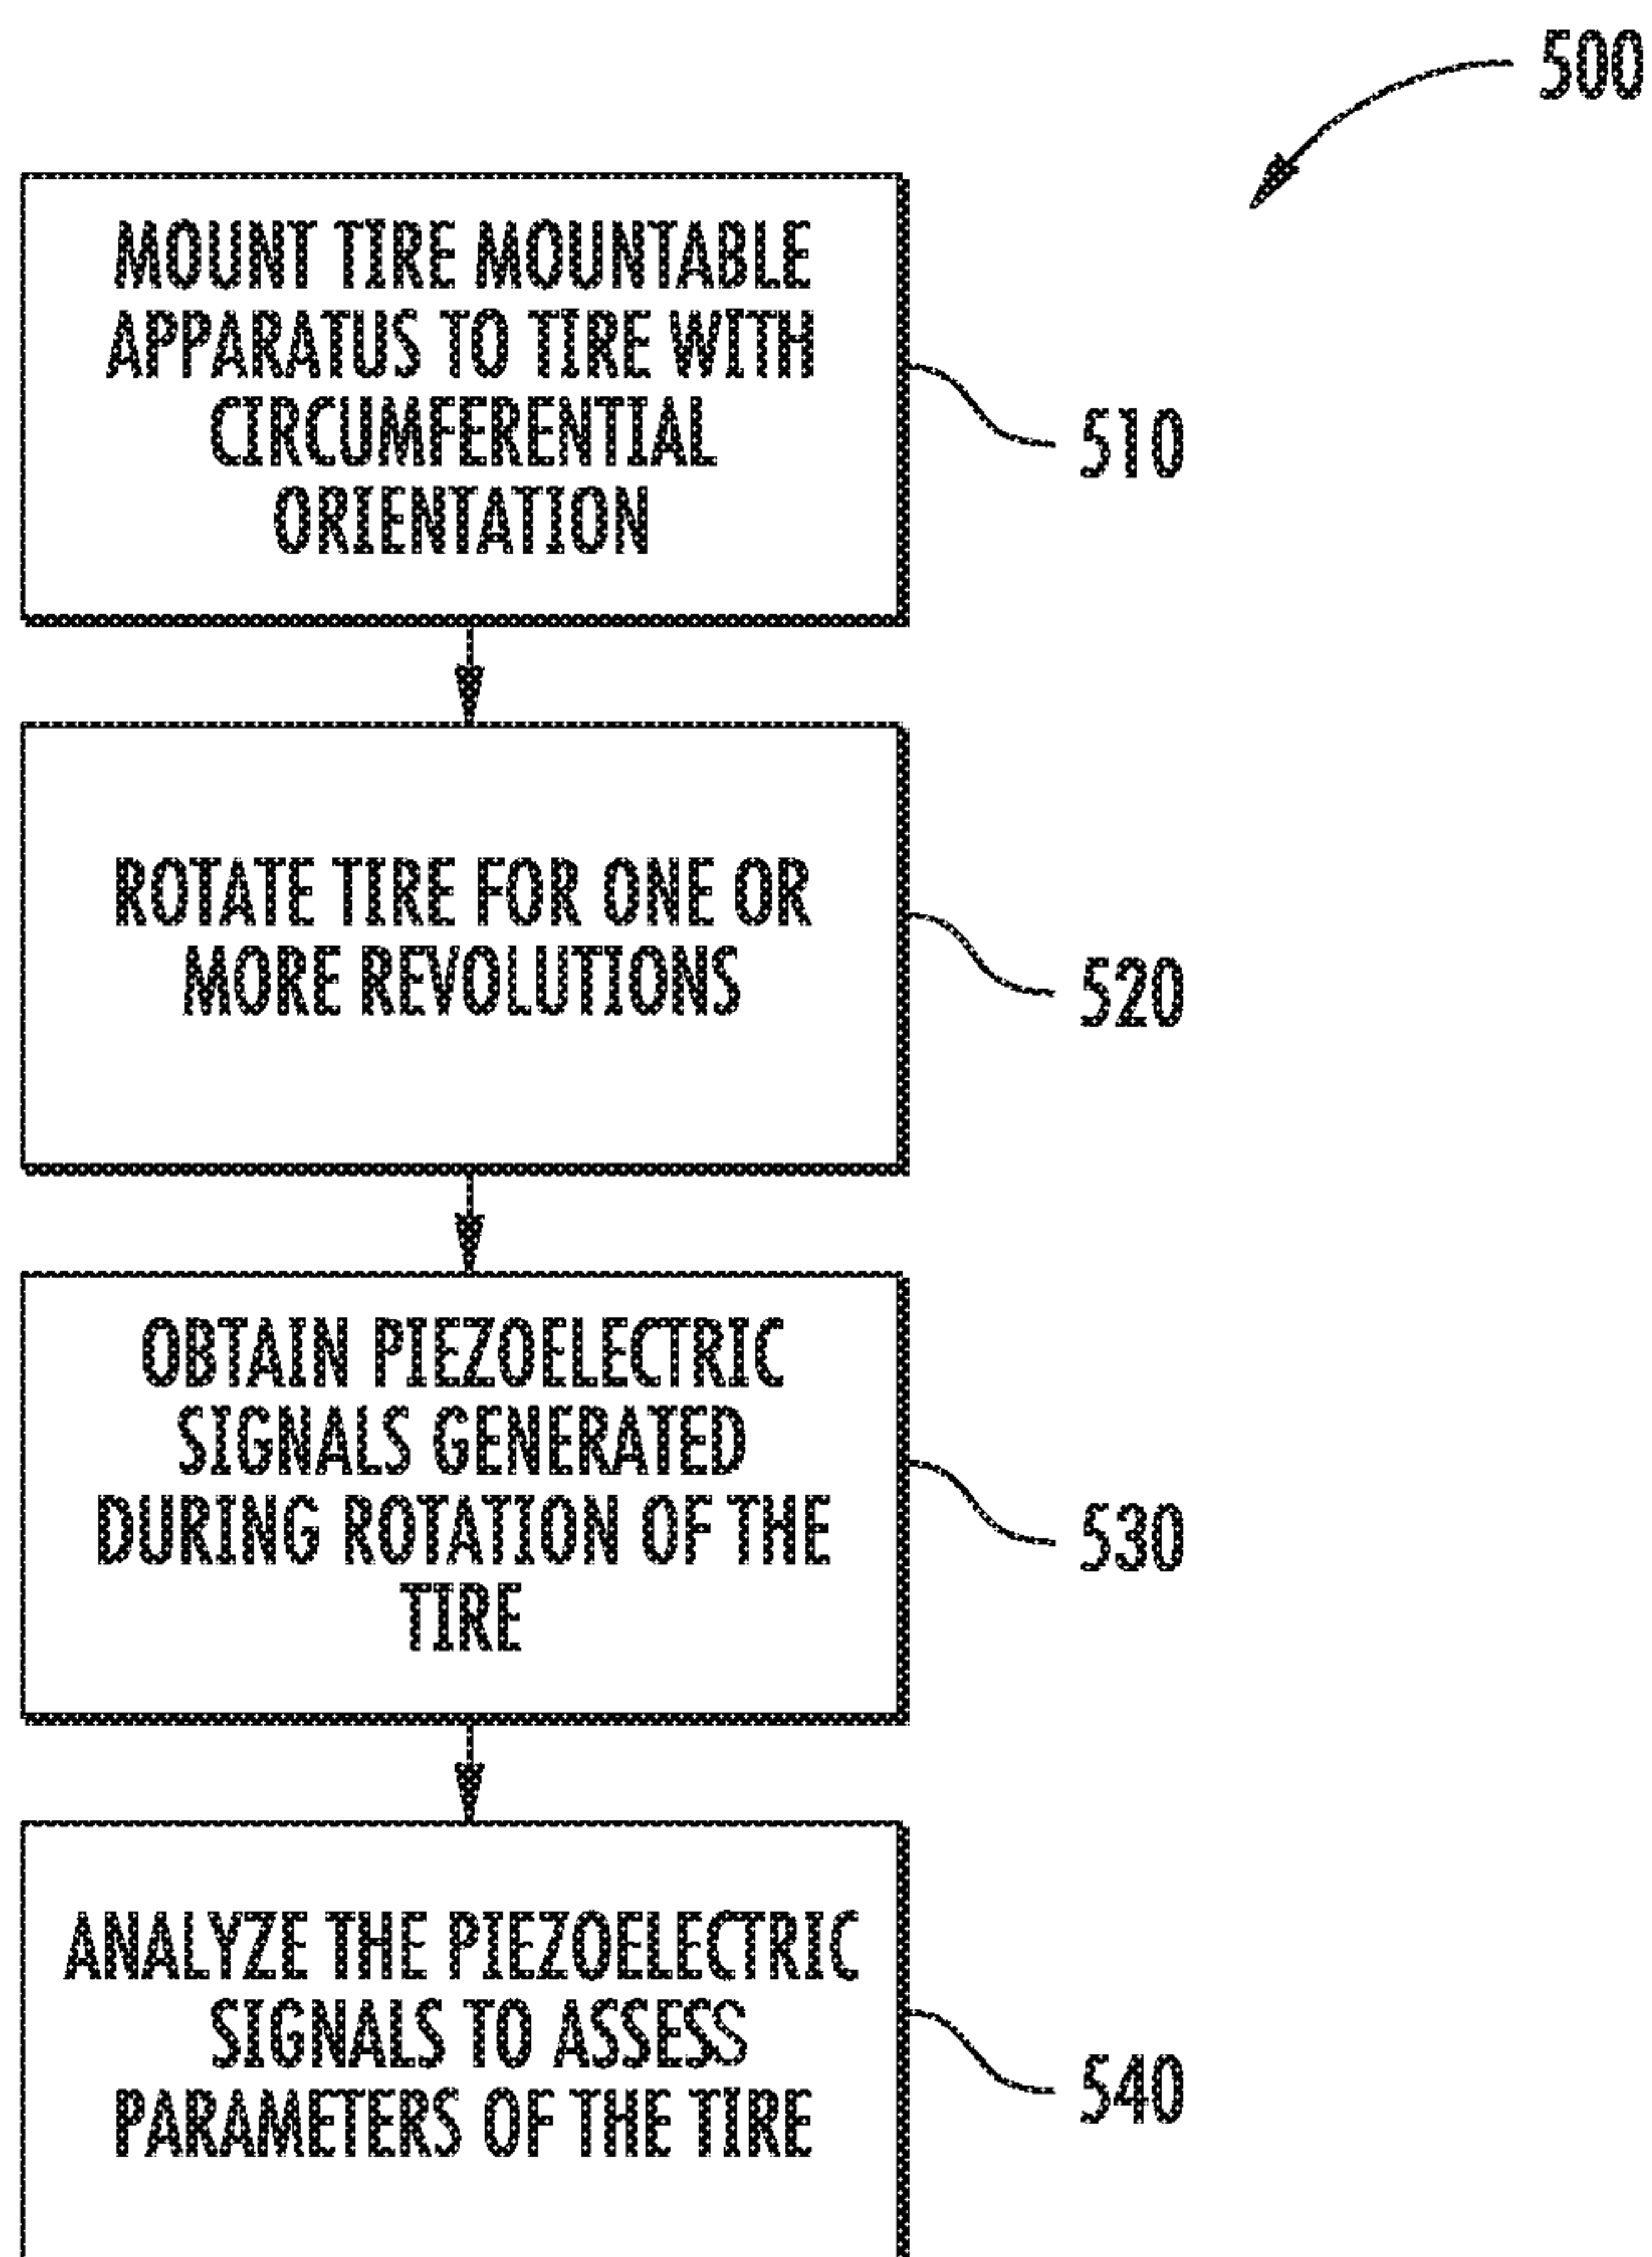 500
MOUNT TIRE MOUNTABLE
APPARATUS TO TIRE WITH
CIRCUMFERENTIAL
ORIENTATION
510
ROTATE TIRE FOR ONE OR
MORE REVOLUTIONS
520
OBTAIN PIEZOELECTRIC
SIGNALS GENERATED
DURING ROTATION OF THE
TIRE
530
ANALYZE THE PIEZOELECTRIC
SIGNALS TO ASSESS
PARAMETERS OF THE TIRE
540